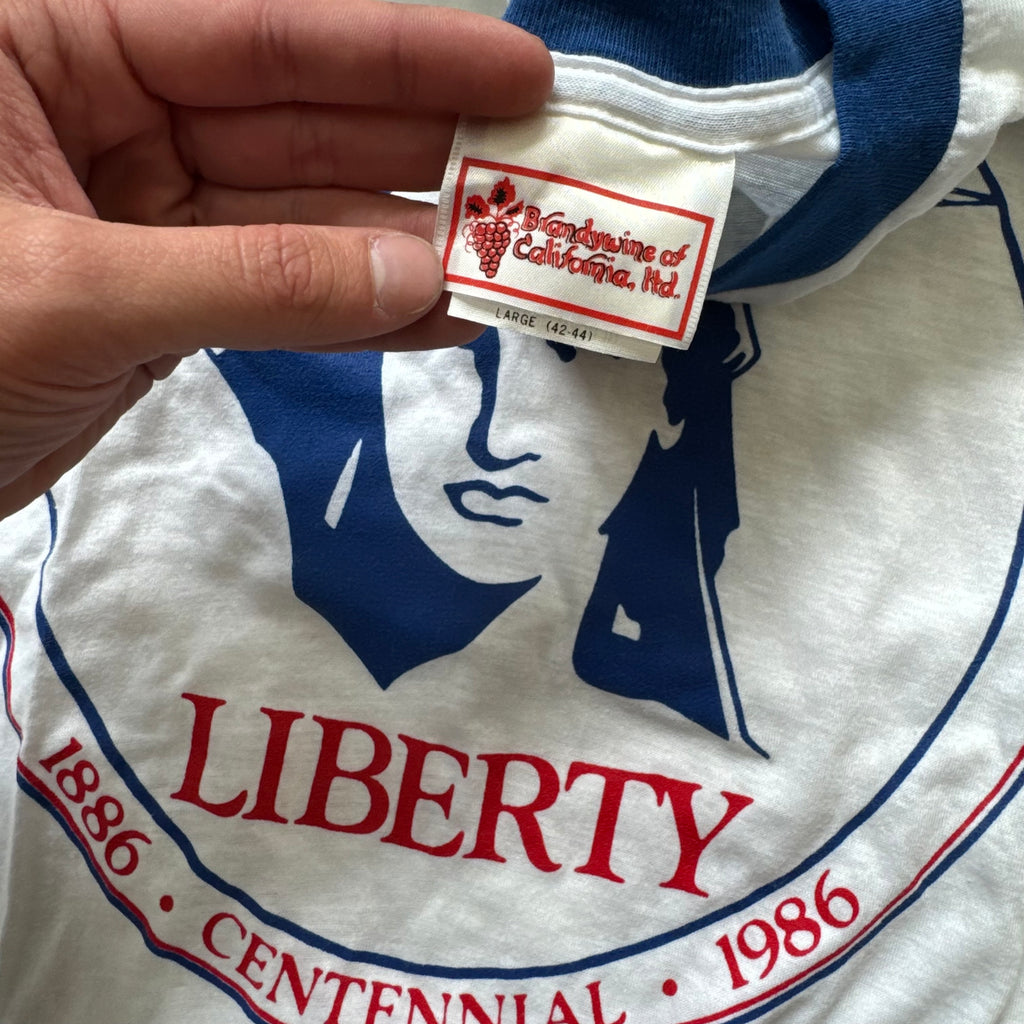 Brandywine of
California, ltd.
LARGE (42-44)
LIBERTY
1886 • CENTENNIAL • 1986